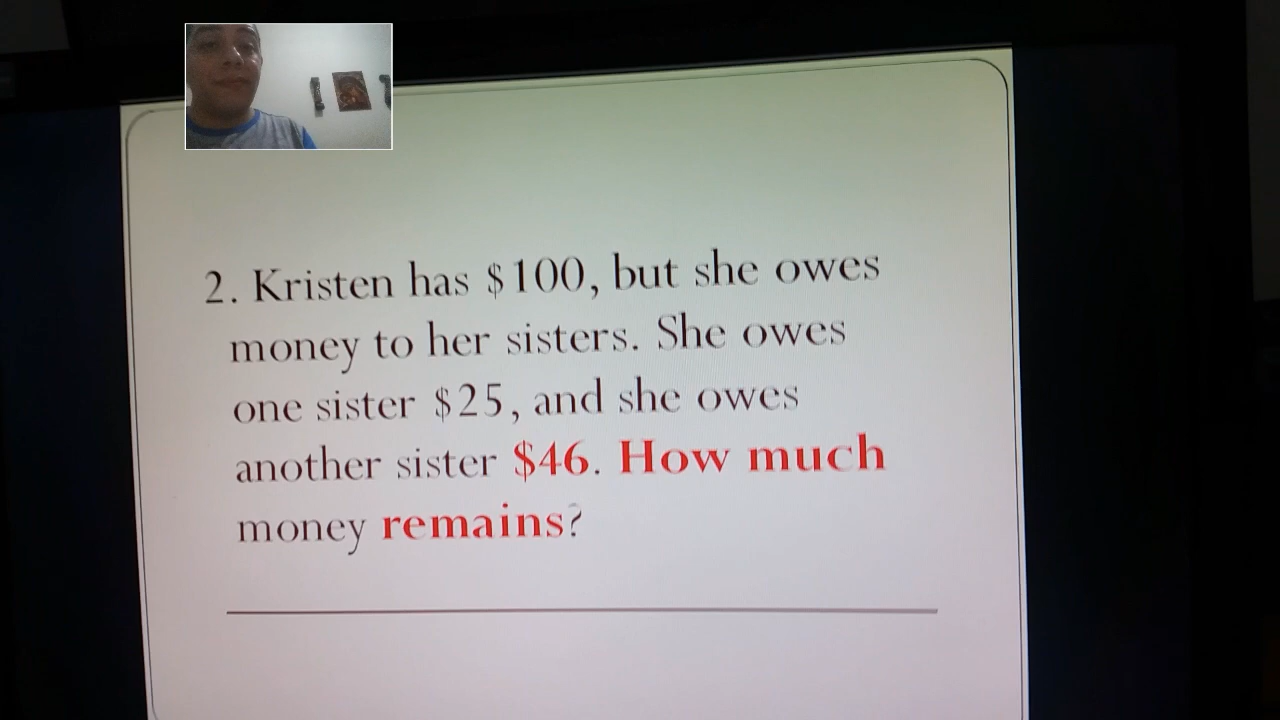 2. Kristen has $100, but she owes
money to her sisters. She owes
one sister $25, and she owes
another sister $46. How much
money remains?